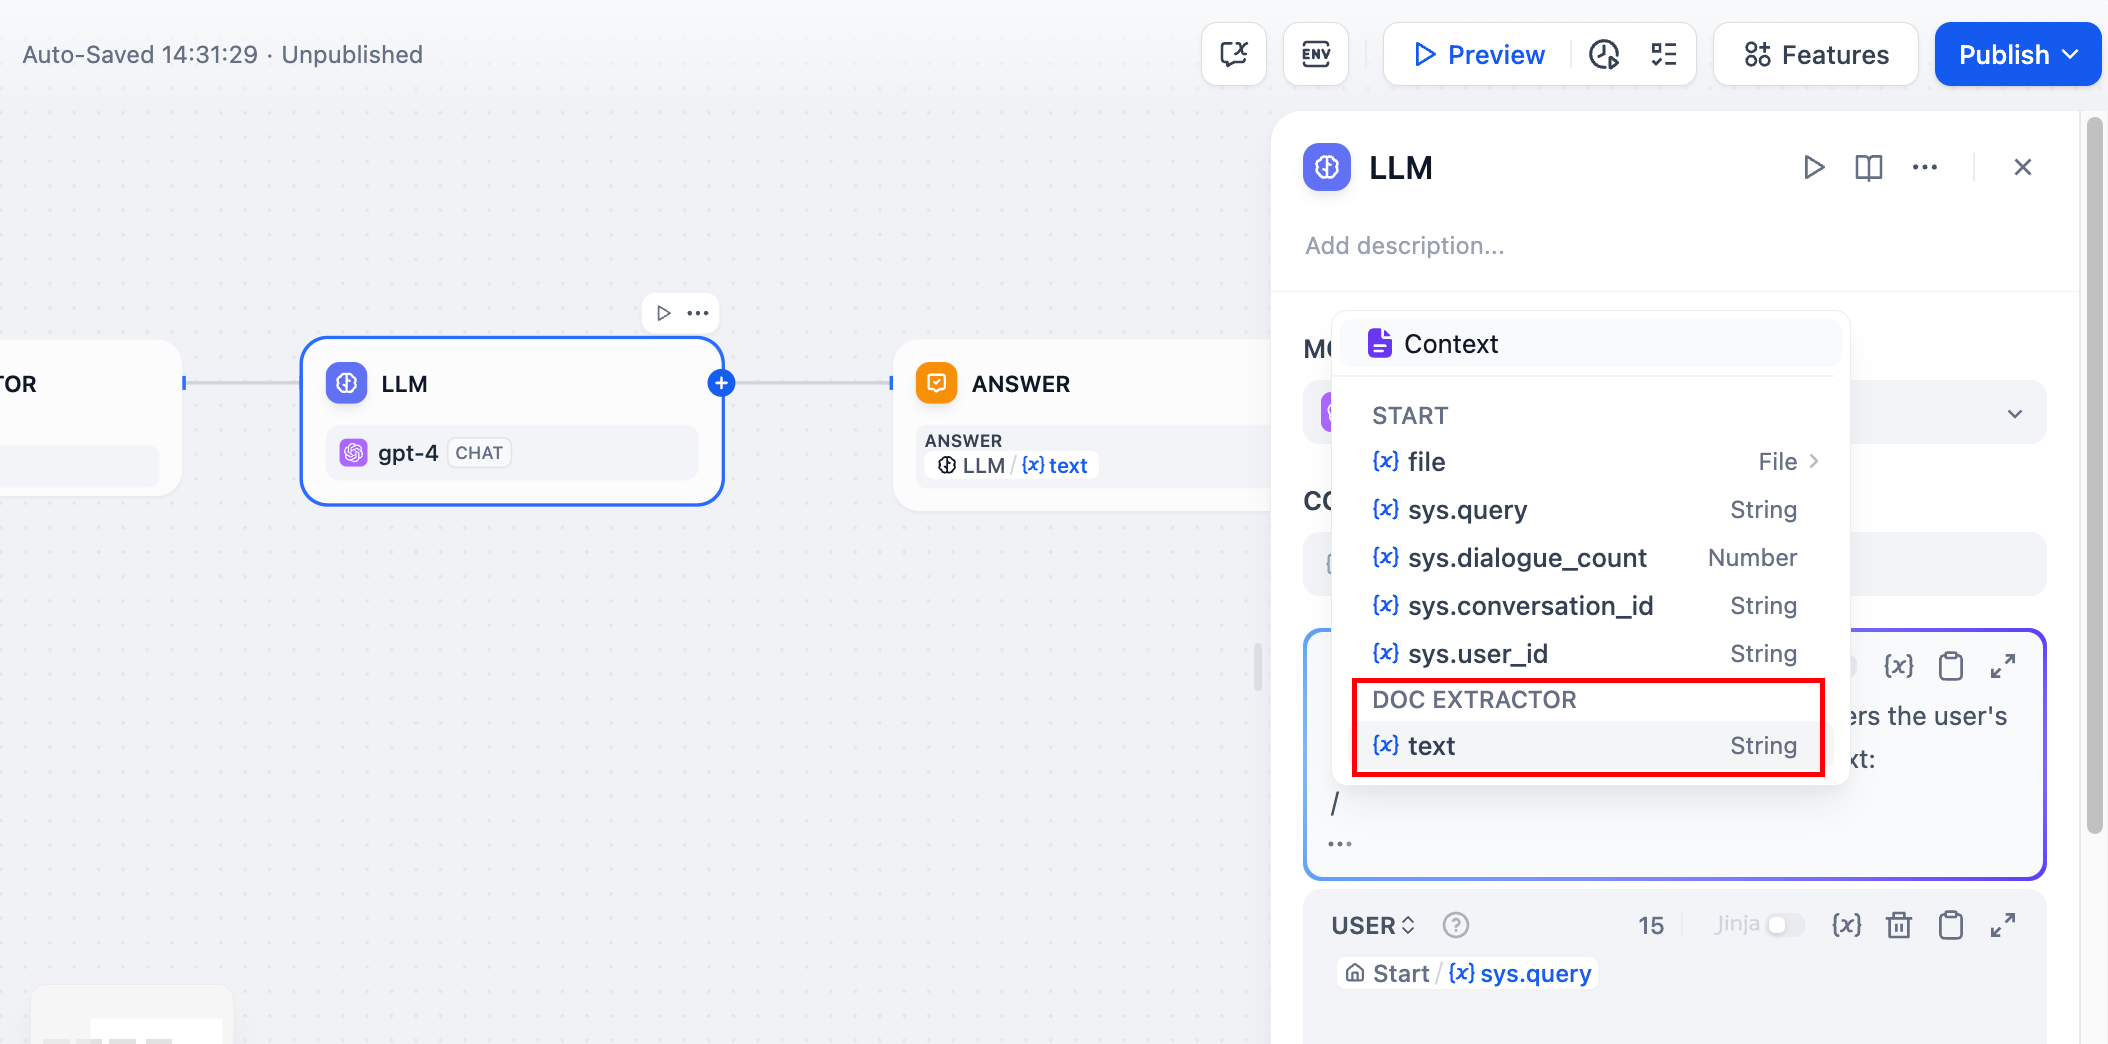 Auto-Saved 14:31:29 · Unpublished
ENV
Preview
Features
Publish
TOR
LLM
gpt-4 CHAT
ANSWER
ANSWER
LLM / {x} text
LLM
Add description...
Context
START
{x} file File
{x} sys.query String
{x} sys.dialogue_count Number
{x} sys.conversation_id String
{x} sys.user_id String
DOC EXTRACTOR
{x} text String
{x}
ers the user's
xt:
/
...
USER 15 Jinja {x}
Start / {x} sys.query